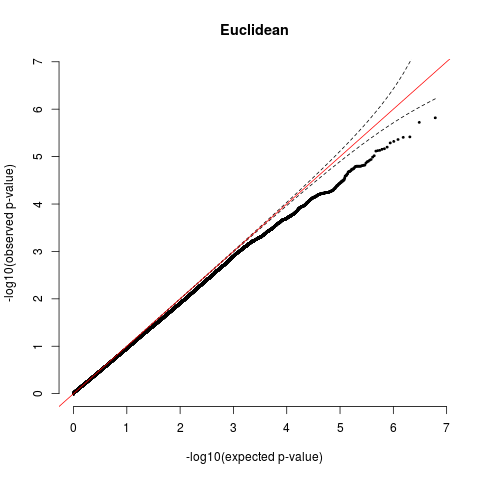 Euclidean
-log10(observed p-value)
7
6
5
4
3
2
1
0
0 1 2 3 4 5 6 7
-log10(expected p-value)